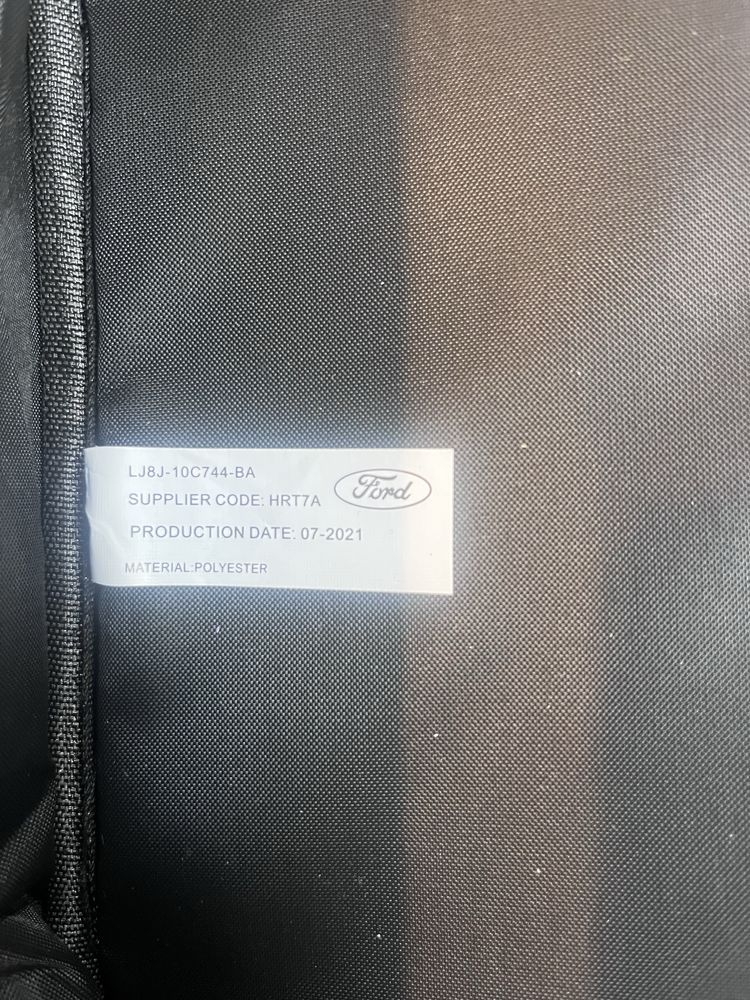 LJ8J-10C744-BA
SUPPLIER CODE: HRT7A
Ford
PRODUCTION DATE: 07-2021
MATERIAL:POLYESTER